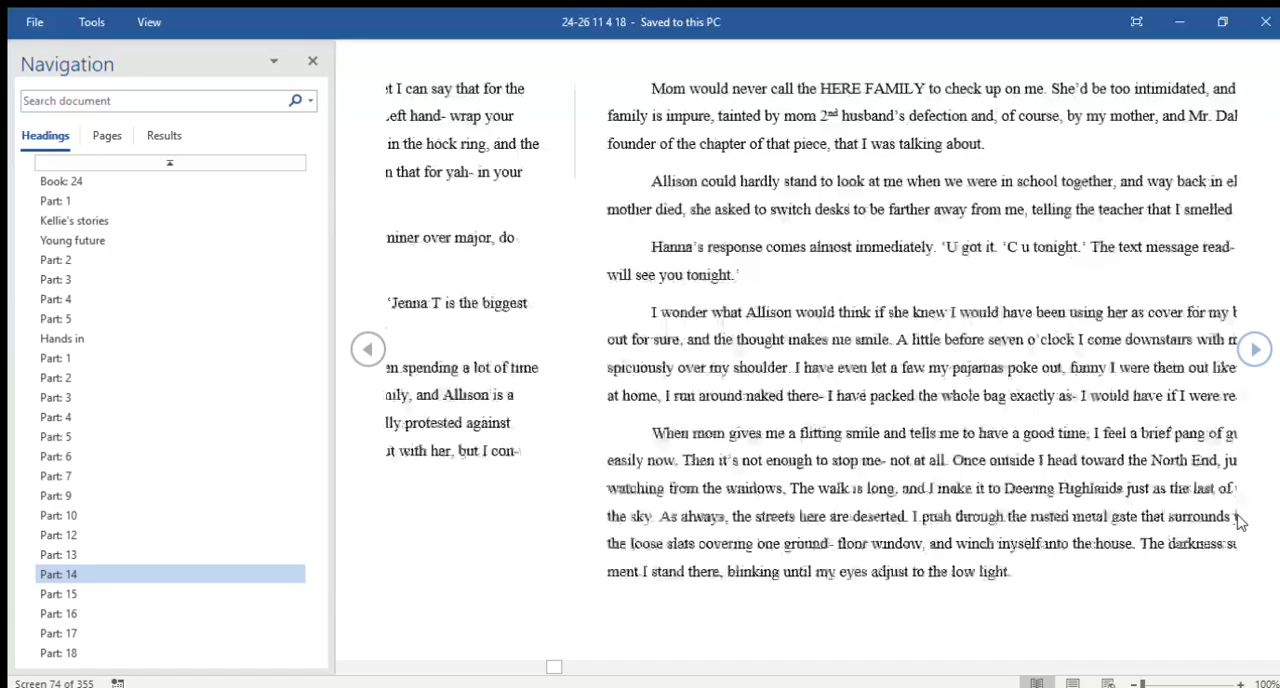 File Tools View 24-26 11 4 18 - Saved to this PC
Navigation
Search document
Headings Pages Results
Book: 24
Part: 1
Kellie's stories
Young future
Part: 2
Part: 3
Part: 4
Part: 5
Hands in
Part: 1
Part: 2
Part: 3
Part: 4
Part: 5
Part: 6
Part: 7
Part: 9
Part: 10
Part: 12
Part: 13
Part: 14
Part: 15
Part: 16
Part: 17
Part: 18
t I can say that for the
eft hand- wrap your
in the hock ring, and the
n that for yah- in your
niner over major, do
'Jenna T is the biggest
n spending a lot of time
nily, and Allison is a
lly protested against
it with her, but I con-
Mom would never call the HERE FAMILY to check up on me. She'd be too intimidated, and
family is impure, tainted by mom 2nd husband's defection and, of course, by my mother, and Mr. Dal
founder of the chapter of that piece, that I was talking about.
Allison could hardly stand to look at me when we were in school together, and way back in el
mother died, she asked to switch desks to be farther away from me, telling the teacher that I smelled
Hanna's response comes almost immediately. 'U got it. 'C u tonight.' The text message read-
will see you tonight.'
I wonder what Allison would think if she knew I would have been using her as cover for my b
out for sure, and the thought makes me smile. A little before seven o'clock I come downstairs with m
spicuously over my shoulder. I have even let a few my pajamas poke out, funny I were them out like
at home, I run around naked there- I have packed the whole bag exactly as- I would have if I were re
When mom gives me a flitting smile and tells me to have a good time, I feel a brief pang of gu
easily now. Then it's not enough to stop me- not at all. Once outside I head toward the North End, ju
watching from the waidows. The walk is long, and I make it to Deering Highlands just as the last of
the sky. As always, the streets here are deserted. I push through the rusted metal gate that surrounds
the loose slats covering one ground- floor window, and winch myself into the house. The darkness su
ment I stand there, blinking until my eyes adjust to the low light.
Screen 74 of 355 100%